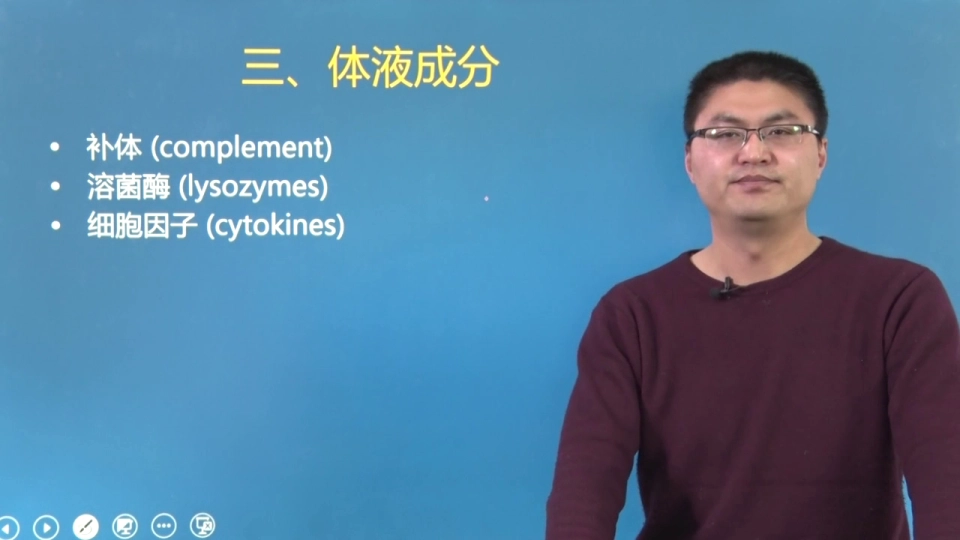 三、体液成分
• 补体 (complement)
• 溶菌酶 (lysozymes)
• 细胞因子 (cytokines)